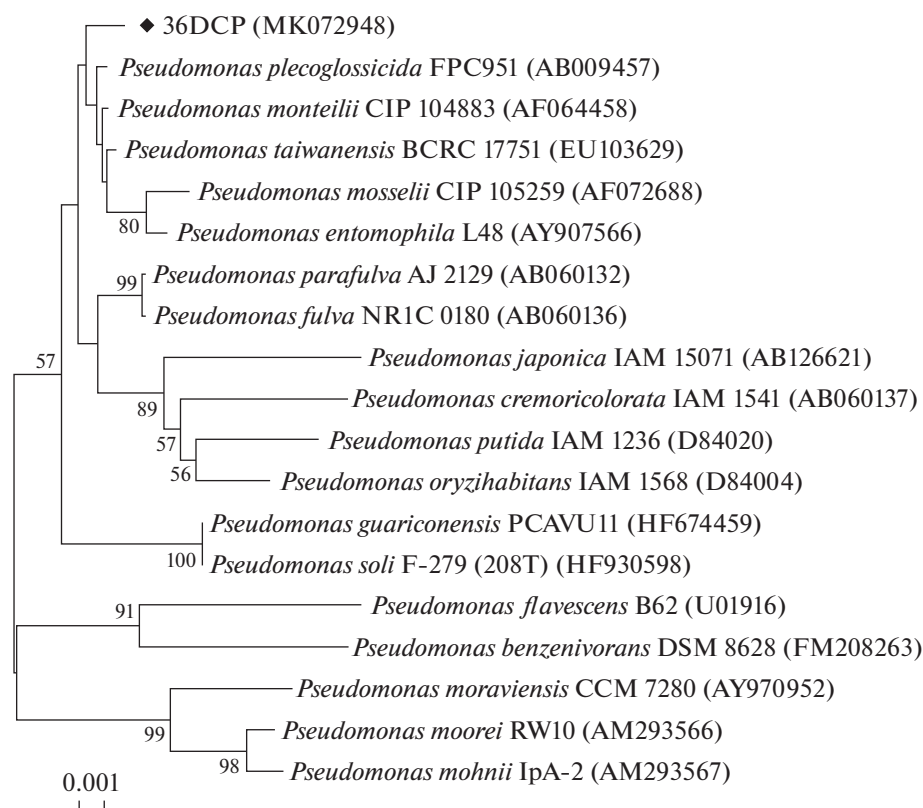 ◆ 36DCP (MK072948)
Pseudomonas plecoglossicida FPC951 (AB009457)
Pseudomonas monteilii CIP 104883 (AF064458)
Pseudomonas taiwanensis BCRC 17751 (EU103629)
Pseudomonas mosselii CIP 105259 (AF072688)
80
Pseudomonas entomophila L48 (AY907566)
99
Pseudomonas parafulva AJ 2129 (AB060132)
Pseudomonas fulva NR1C 0180 (AB060136)
57
Pseudomonas japonica IAM 15071 (AB126621)
89
Pseudomonas cremoricolorata IAM 1541 (AB060137)
57
Pseudomonas putida IAM 1236 (D84020)
56
Pseudomonas oryzihabitans IAM 1568 (D84004)
Pseudomonas guariconensis PCAVU11 (HF674459)
100
Pseudomonas soli F-279 (208T) (HF930598)
91
Pseudomonas flavescens B62 (U01916)
Pseudomonas benzenivorans DSM 8628 (FM208263)
Pseudomonas moraviensis CCM 7280 (AY970952)
99
Pseudomonas moorei RW10 (AM293566)
98
Pseudomonas mohnii IpA-2 (AM293567)
0.001